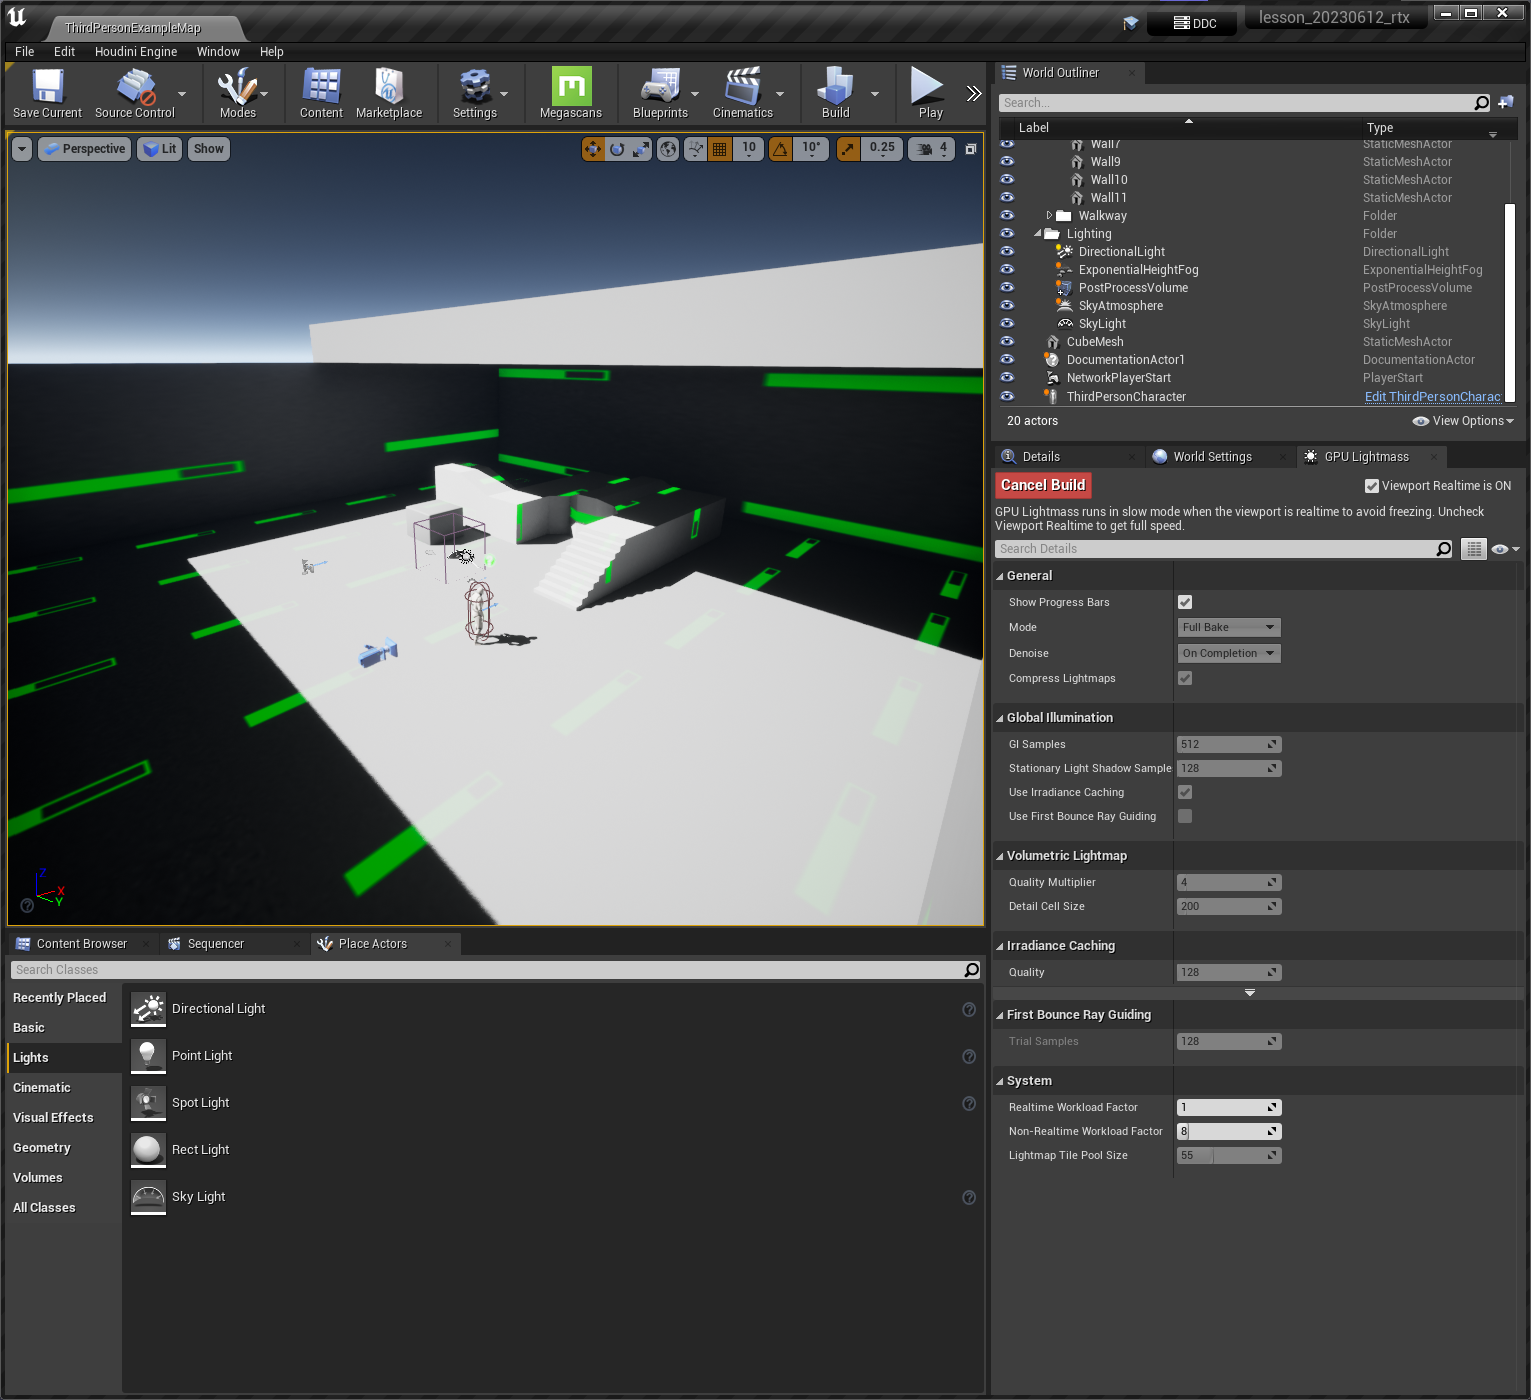 ThirdPersonExampleMap
DDC
lesson_20230612_rtx
File Edit Houdini Engine Window Help
Save Current
Source Control
Modes
Content
Marketplace
Settings
Megascans
Blueprints
Cinematics
Build
Play
Perspective
Lit
Show
10
10°
0.25
4
Z
X
Y
World Outliner
Search...
Label Type
Wall7 StaticMeshActor
Wall9 StaticMeshActor
Wall10 StaticMeshActor
Wall11 StaticMeshActor
Walkway Folder
Lighting Folder
DirectionalLight DirectionalLight
ExponentialHeightFog ExponentialHeightFog
PostProcessVolume PostProcessVolume
SkyAtmosphere SkyAtmosphere
SkyLight SkyLight
CubeMesh StaticMeshActor
DocumentationActor1 DocumentationActor
NetworkPlayerStart PlayerStart
ThirdPersonCharacter Edit ThirdPersonCharac
20 actors View Options
Details
World Settings
GPU Lightmass
Cancel Build
Viewport Realtime is ON
GPU Lightmass runs in slow mode when the viewport is realtime to avoid freezing. Uncheck
Viewport Realtime to get full speed.
Search Details
General
Show Progress Bars
Mode Full Bake
Denoise On Completion
Compress Lightmaps
Global Illumination
GI Samples 512
Stationary Light Shadow Sample 128
Use Irradiance Caching
Use First Bounce Ray Guiding
Volumetric Lightmap
Quality Multiplier 4
Detail Cell Size 200
Irradiance Caching
Quality 128
First Bounce Ray Guiding
Trial Samples 128
System
Realtime Workload Factor 1
Non-Realtime Workload Factor 8
Lightmap Tile Pool Size 55
Content Browser
Sequencer
Place Actors
Search Classes
Recently Placed
Basic
Lights
Cinematic
Visual Effects
Geometry
Volumes
All Classes
Directional Light
Point Light
Spot Light
Rect Light
Sky Light